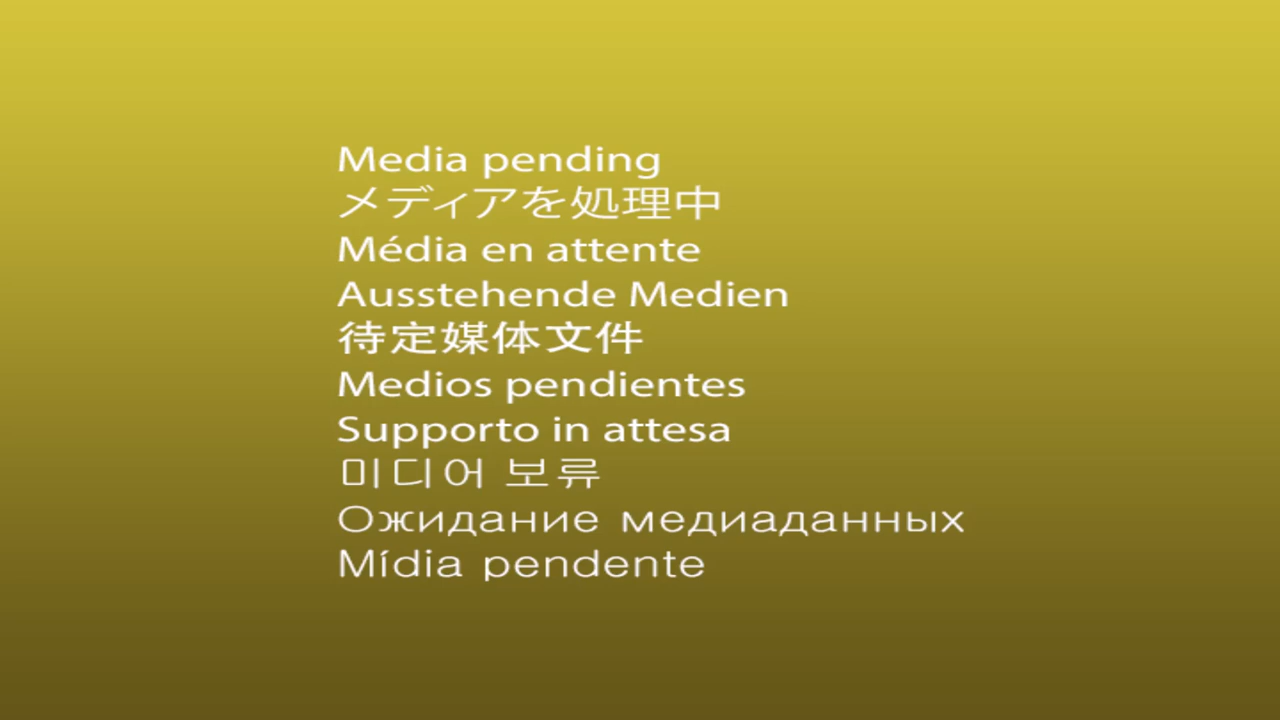 Media pending
メディアを処理中
Média en attente
Ausstehende Medien
待定媒体文件
Medios pendientes
Supporto in attesa
미디어 보류
Ожидание медиаданных
Mídia pendente